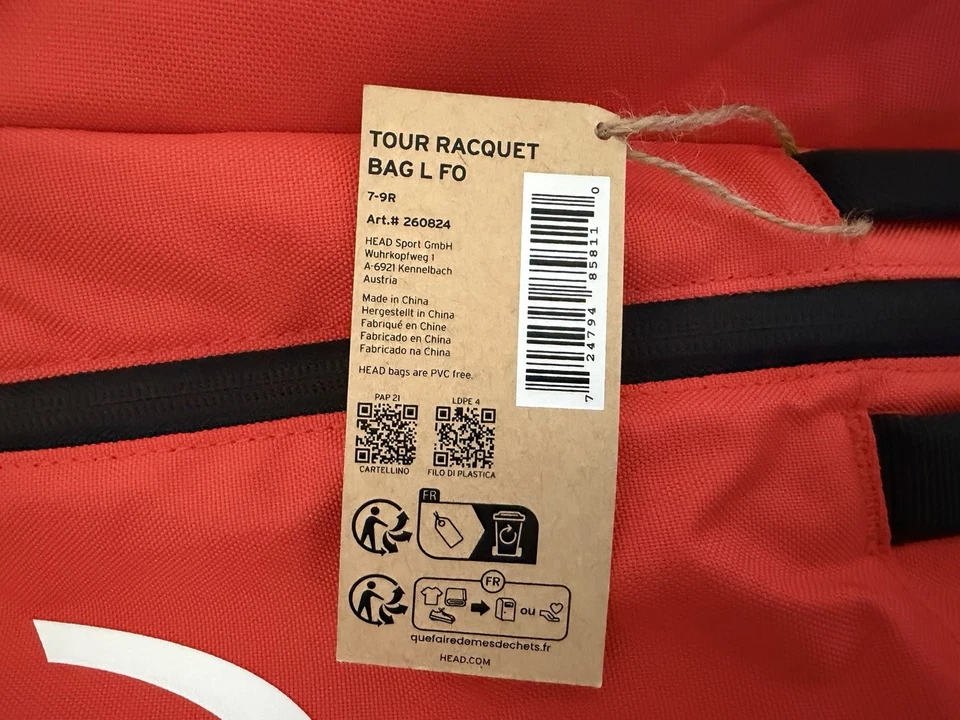 TOUR RACQUET
BAG L FO
7-9R
Art.# 260824
HEAD Sport GmbH
Wuhrkopfweg 1
A-6921 Kennelbach
Austria
Made in China
Hergestellt in China
Fabriqué en Chine
Fabricado en China
Fabricado na China
HEAD bags are PVC free.
7 24794 85811 0
PAP 21
CARTELLINO
LDPE 4
FILO DI PLASTICA
FR
FR
ou
quefairedemesdechets.fr
HEAD.COM